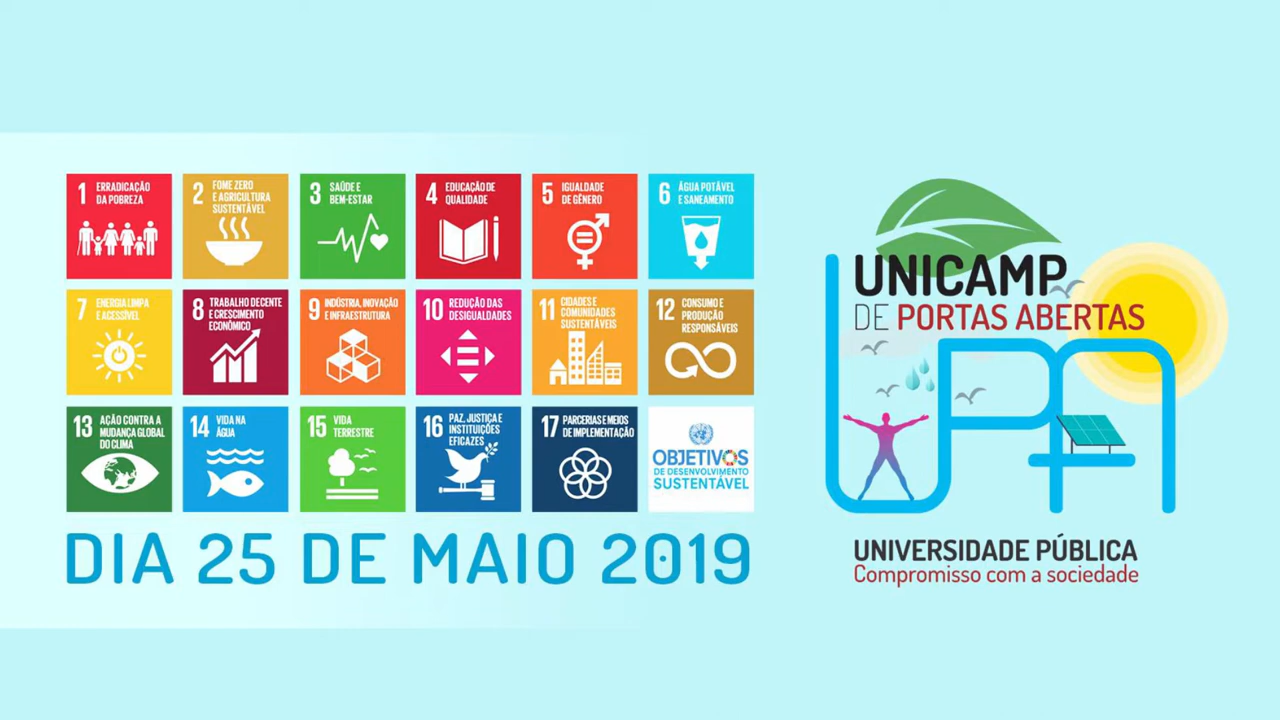 1 ERRADICAÇÃO
DA POBREZA
2 FOME ZERO
E AGRICULTURA
SUSTENTÁVEL
3 SAÚDE E
BEM-ESTAR
4 EDUCAÇÃO DE
QUALIDADE
5 IGUALDADE
DE GÊNERO
6 ÁGUA POTÁVEL
E SANEAMENTO
7 ENERGIA LIMPA
E ACESSÍVEL
8 TRABALHO DECENTE
E CRESCIMENTO
ECONÔMICO
9 INDÚSTRIA, INOVAÇÃO
E INFRAESTRUTURA
10 REDUÇÃO DAS
DESIGUALDADES
11 CIDADES E
COMUNIDADES
SUSTENTÁVEIS
12 CONSUMO E
PRODUÇÃO
RESPONSÁVEIS
13 AÇÃO CONTRA A
MUDANÇA GLOBAL
DO CLIMA
14 VIDA NA
ÁGUA
15 VIDA
TERRESTRE
16 PAZ, JUSTIÇA E
INSTITUIÇÕES
EFICAZES
17 PARCERIAS E MEIOS
DE IMPLEMENTAÇÃO
OBJETIVOS
DE DESENVOLVIMENTO
SUSTENTÁVEL
DIA 25 DE MAIO 2019
UNICAMP
DE PORTAS ABERTAS
UPA
UNIVERSIDADE PÚBLICA
Compromisso com a sociedade